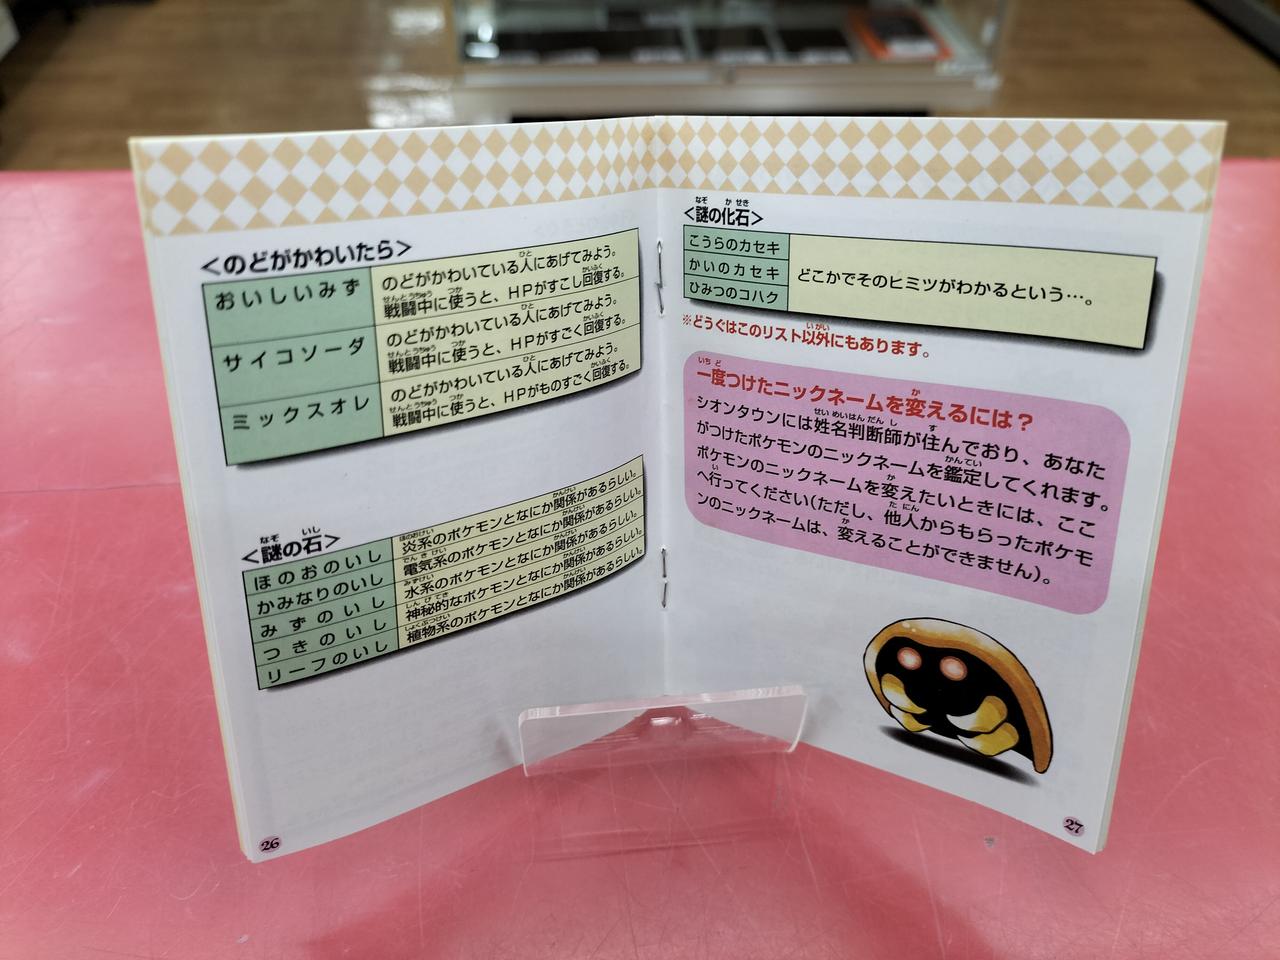 <のどがかわいたら>
おいしいみず
のどがかわいている人にあげてみよう。
戦闘中に使うと、HPがすこし回復する。
サイコソーダ
のどがかわいている人にあげてみよう。
戦闘中に使うと、HPがすごく回復する。
ミックスオレ
のどがかわいている人にあげてみよう。
戦闘中に使うと、HPがものすごく回復する。
<謎の石>
ほのおのいし
炎系のポケモンとなにか関係があるらしい。
かみなりのいし
電気系のポケモンとなにか関係があるらしい。
みずのいし
水系のポケモンとなにか関係があるらしい。
つきのいし
神秘的なポケモンとなにか関係があるらしい。
リーフのいし
植物系のポケモンとなにか関係があるらしい。
26
<謎の化石>
こうらのカセキ
かいのカセキ
ひみつのコハク
どこかでそのヒミツがわかるという…。
※どうぐはこのリスト以外にもあります。
一度つけたニックネームを変えるには?
シオンタウンには姓名判断師が住んでおり、あなた
がつけたポケモンのニックネームを鑑定してくれます。
ポケモンのニックネームを変えたいときには、ここ
へ行ってください(ただし、他人からもらったポケモ
ンのニックネームは、変えることができません)。
27